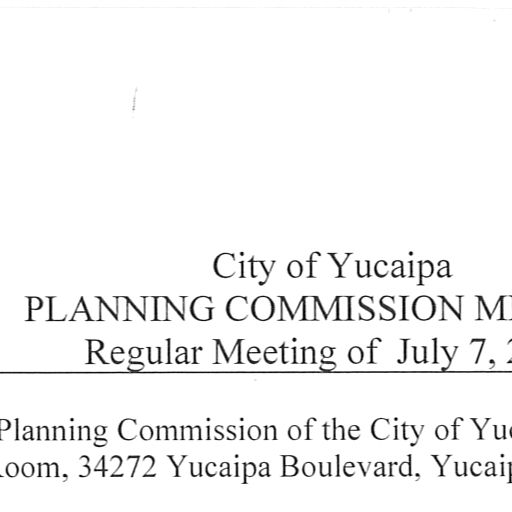 City of Yucaipa
PLANNING COMMISSION
Regular Meeting of July 7,
Planning Commission of the City of
Room, 34272 Yucaipa Boulevard,